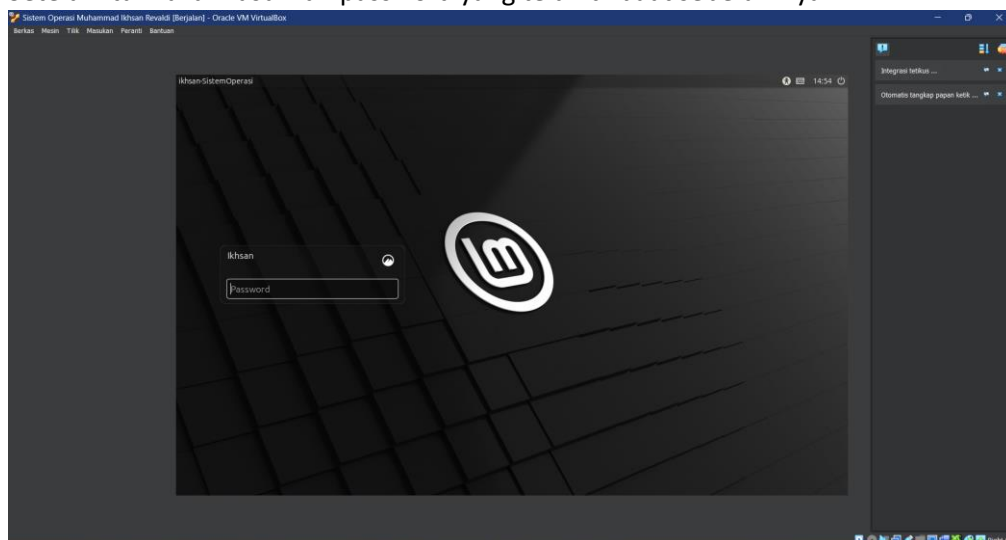 Sistem Operasi Muhammad Ikhsan Revaldi [Berjalan] - Oracle VM VirtualBox
Berkas Mesin Tilik Masukan Peranti Bantuan
Integrasi tetikus ...
Otomatis tangkap papan ketik ...
ikhsan-SistemOperasi
14:54
Ikhsan
Password
lm